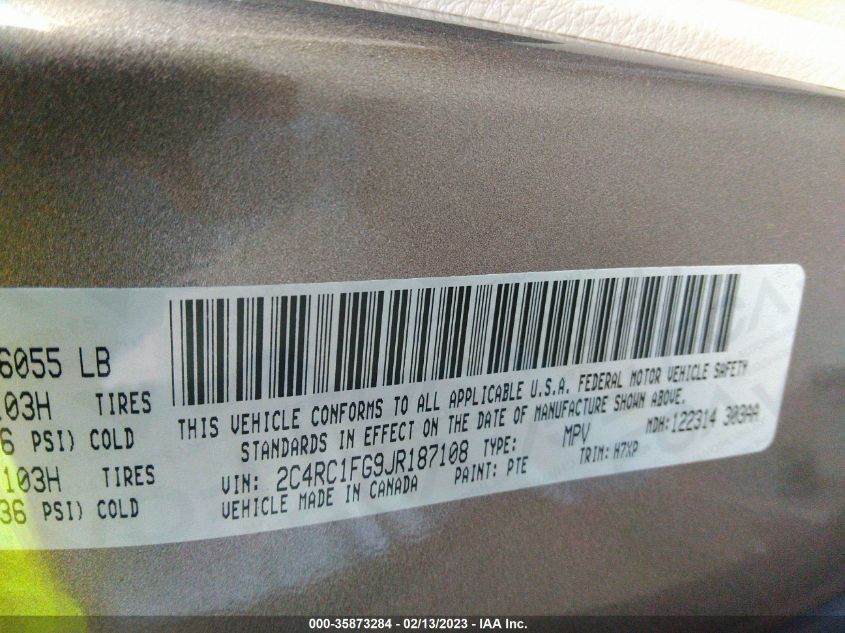 6055 LB
103H TIRES
6 PSI) COLD
103H TIRES
36 PSI) COLD
THIS VEHICLE CONFORMS TO ALL APPLICABLE U.S.A. FEDERAL MOTOR VEHICLE SAFETY
STANDARDS IN EFFECT ON THE DATE OF MANUFACTURE SHOWN ABOVE.
VIN: 2C4RC1FG9JR187108 TYPE: MPV MDH: 122314 303AA
VEHICLE MADE IN CANADA PAINT: PTE TRIM: H7XP
000-35873284 / 02/13/2023 - IAA Inc.